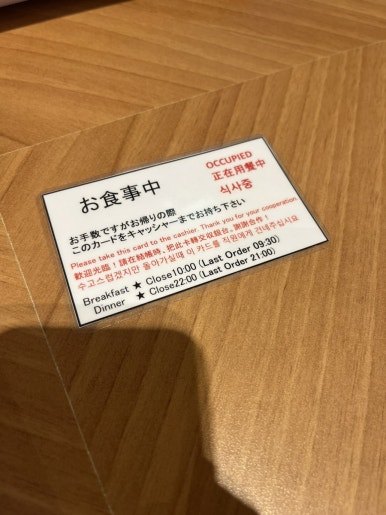 お食事中
OCCUPIED
正在用餐中
식사중
お手数ですがお帰りの際
このカードをキャッシャーまでお持ち下さい
Please take this card to the cashier. Thank you for your cooperation.
歡迎光臨！請在結帳時、把此卡轉交収銀台。謝謝合作！
수고스럽겠지만 돌아가실때 이 카드를 직원에게 건네주십시요
Breakfast ★ Close10:00 (Last Order 09:30)
Dinner ★ Close22:00 (Last Order 21:00)